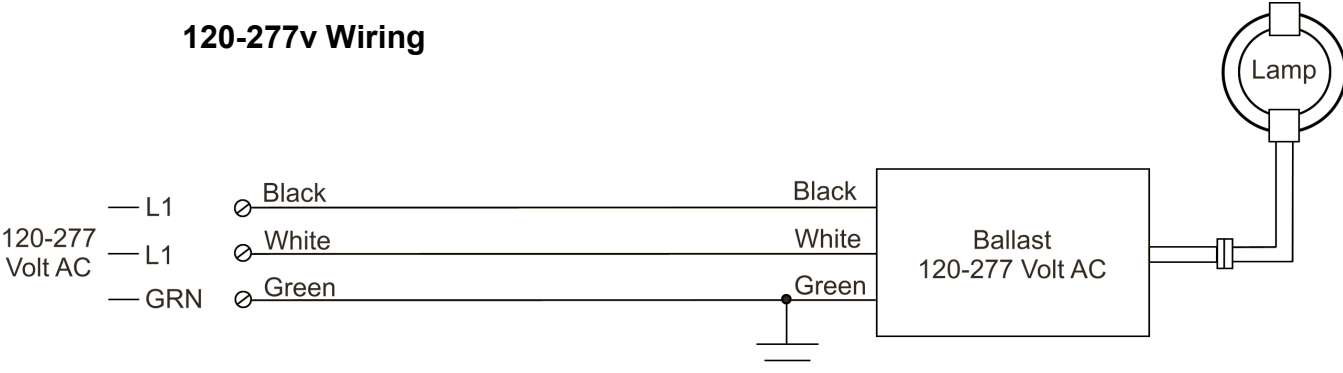 120-277v Wiring
Lamp
L1 Black Black
120-277
Volt AC
L1 White White
Ballast
120-277 Volt AC
GRN Green Green